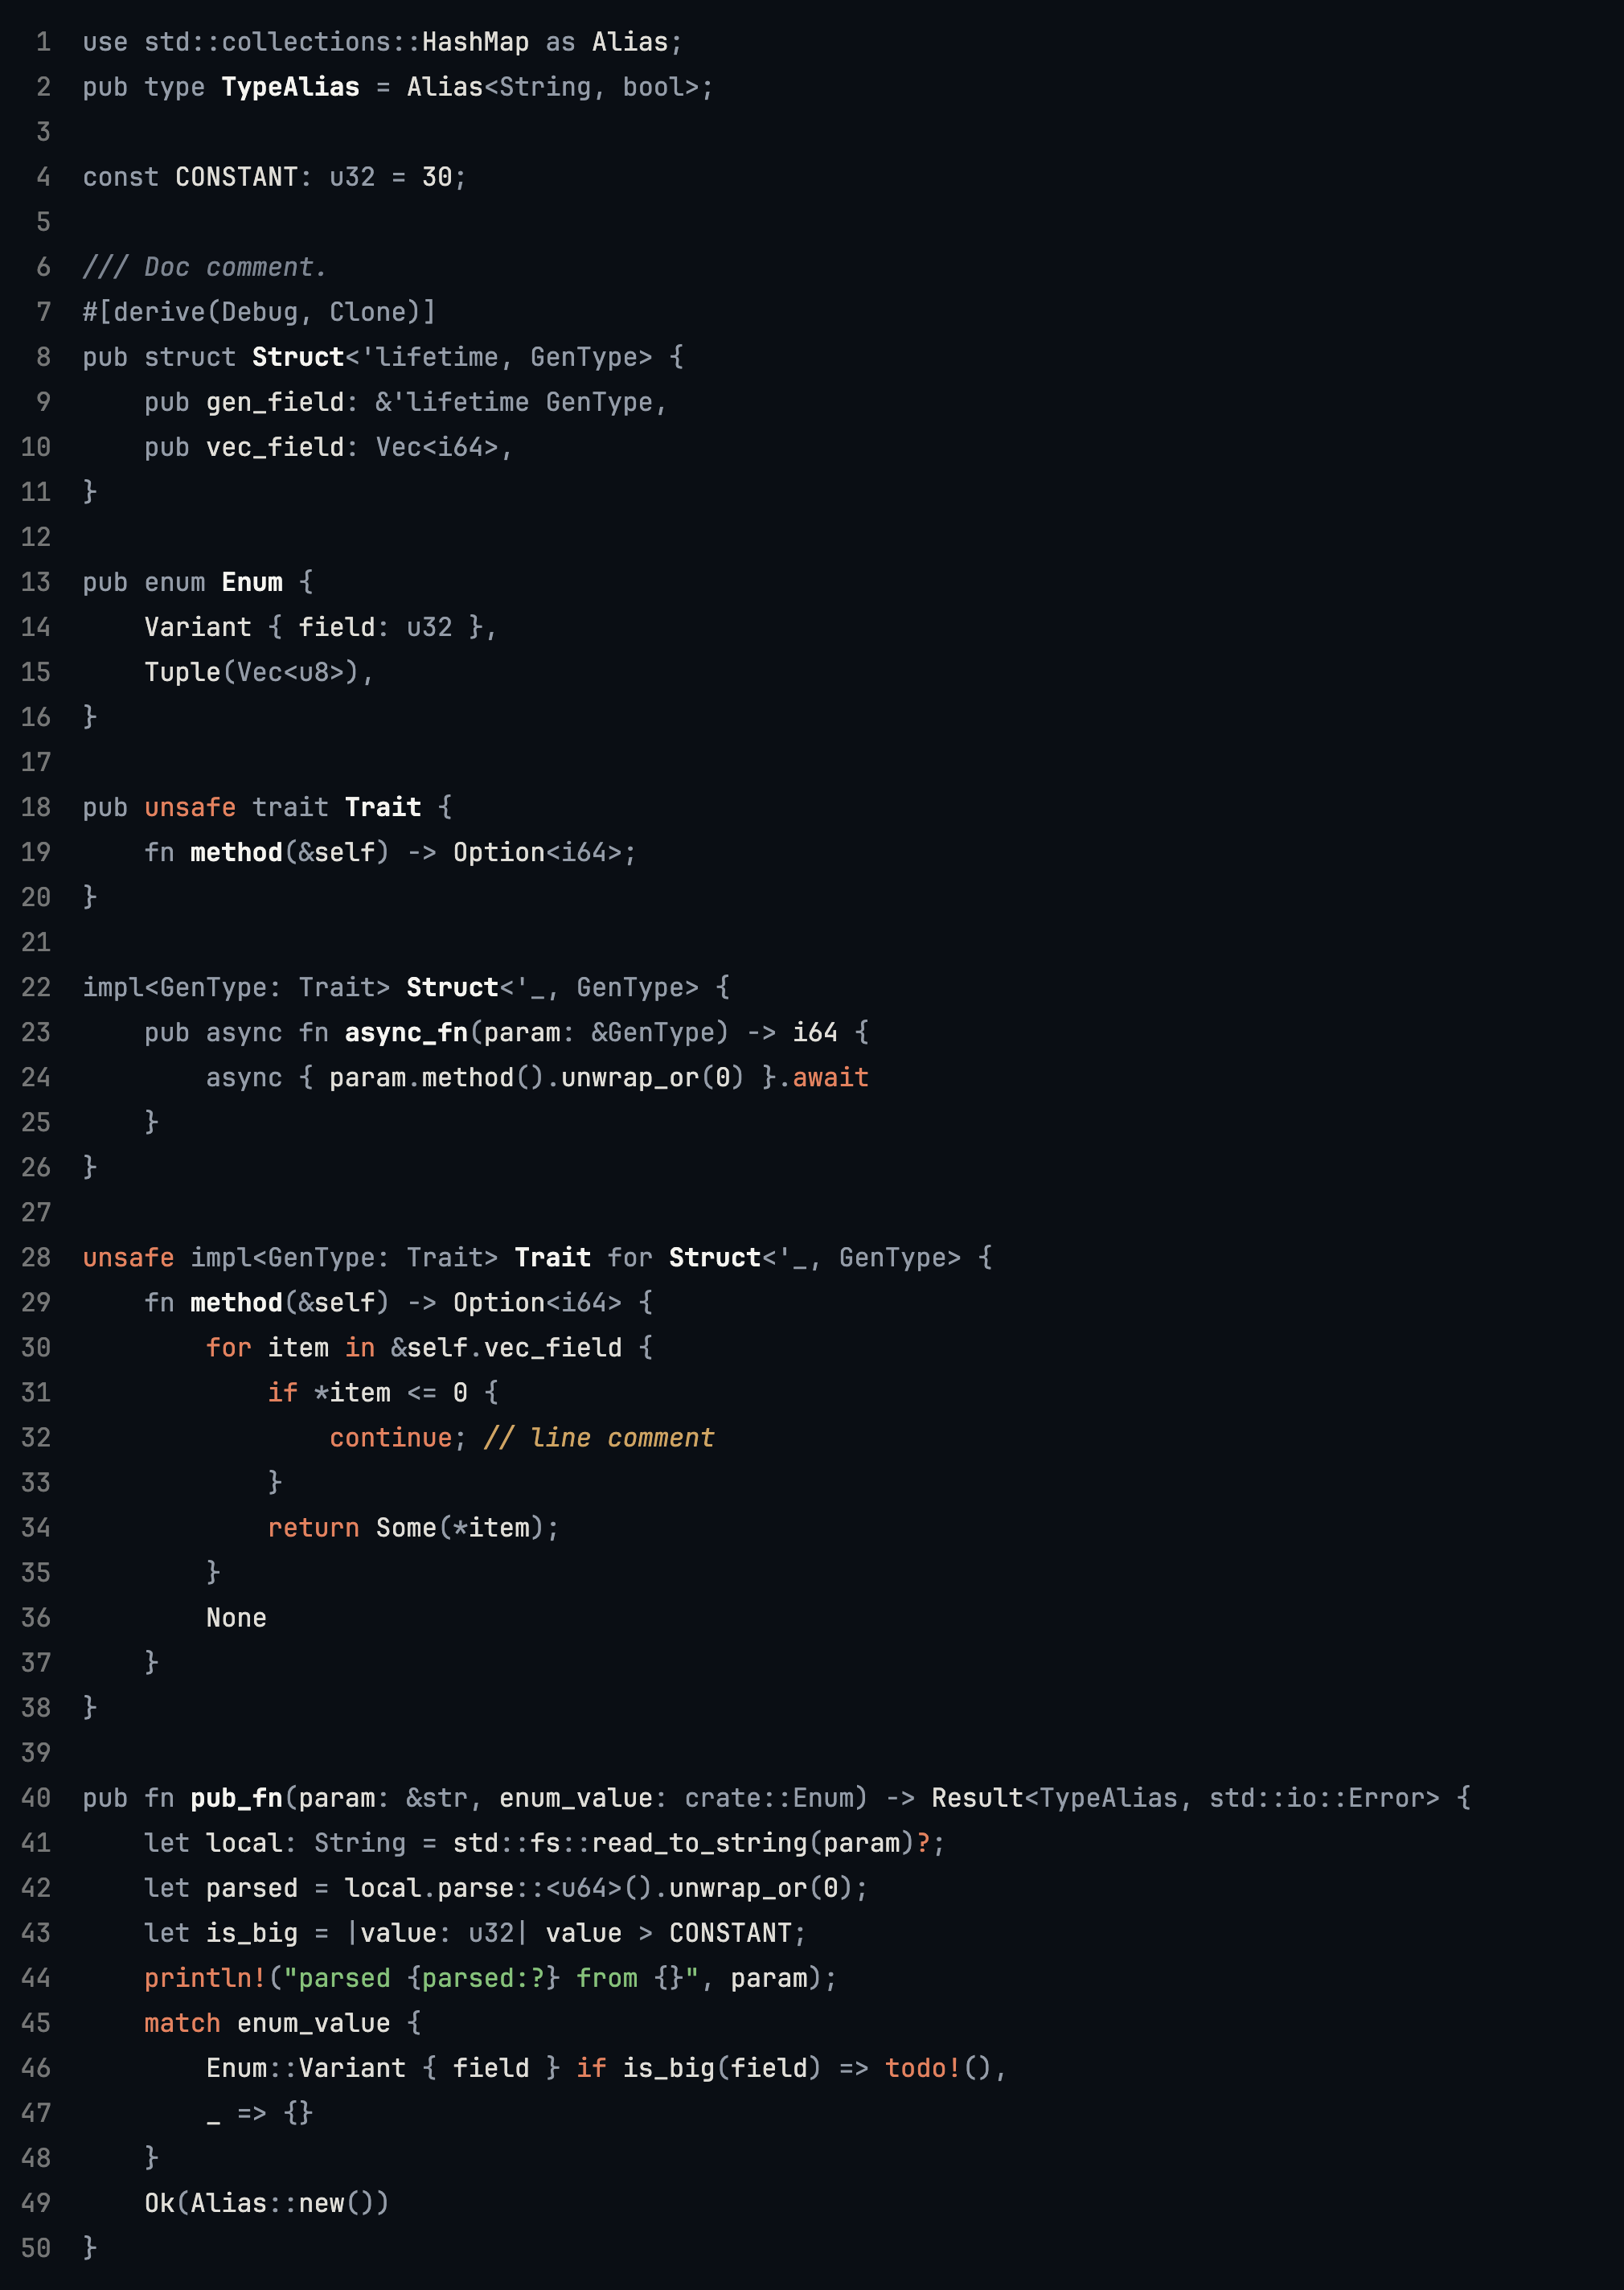 1 use std::collections::HashMap as Alias;
2 pub type TypeAlias = Alias<String, bool>;
3
4 const CONSTANT: u32 = 30;
5
6 /// Doc comment.
7 #[derive(Debug, Clone)]
8 pub struct Struct<'lifetime, GenType> {
9     pub gen_field: &'lifetime GenType,
10     pub vec_field: Vec<i64>,
11 }
12
13 pub enum Enum {
14     Variant { field: u32 },
15     Tuple(Vec<u8>),
16 }
17
18 pub unsafe trait Trait {
19     fn method(&self) -> Option<i64>;
20 }
21
22 impl<GenType: Trait> Struct<'_, GenType> {
23     pub async fn async_fn(param: &GenType) -> i64 {
24         async { param.method().unwrap_or(0) }.await
25     }
26 }
27
28 unsafe impl<GenType: Trait> Trait for Struct<'_, GenType> {
29     fn method(&self) -> Option<i64> {
30         for item in &self.vec_field {
31             if *item <= 0 {
32                 continue; // line comment
33             }
34             return Some(*item);
35         }
36         None
37     }
38 }
39
40 pub fn pub_fn(param: &str, enum_value: crate::Enum) -> Result<TypeAlias, std::io::Error> {
41     let local: String = std::fs::read_to_string(param)?;
42     let parsed = local.parse::<u64>().unwrap_or(0);
43     let is_big = |value: u32| value > CONSTANT;
44     println!("parsed {parsed:?} from {}", param);
45     match enum_value {
46         Enum::Variant { field } if is_big(field) => todo!(),
47         _ => {}
48     }
49     Ok(Alias::new())
50 }